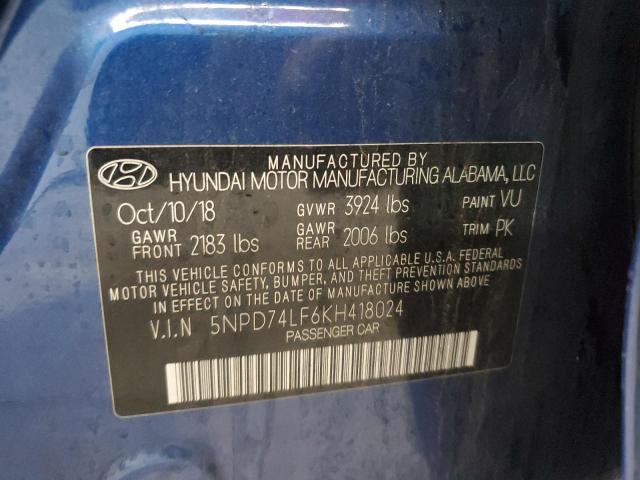 MANUFACTURED BY
HYUNDAI MOTOR MANUFACTURING ALABAMA, LLC
Oct/10/18 GVWR 3924 lbs PAINT VU
GAWR FRONT 2183 lbs GAWR REAR 2006 lbs TRIM PK
THIS VEHICLE CONFORMS TO ALL APPLICABLE U.S.A. FEDERAL
MOTOR VEHICLE SAFETY, BUMPER, AND THEFT PREVENTION STANDARDS
IN EFFECT ON THE DATE OF MANUFACTURE SHOWN ABOVE
V.I.N 5NPD74LF6KH418024
PASSENGER CAR